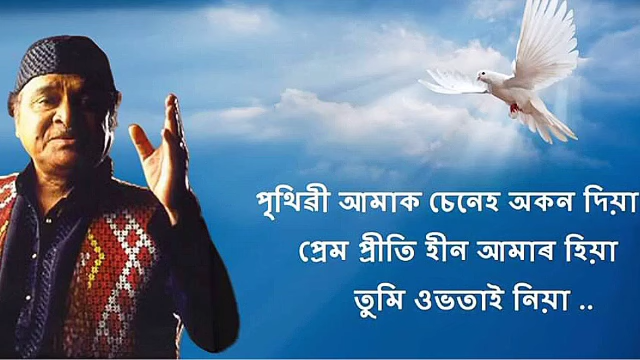 পৃথিৱী আমাক চেনেহ অকন দিয়া
প্ৰেম প্ৰীতি হীন আমাৰ হিয়া
তুমি ওভতাই নিয়া ..